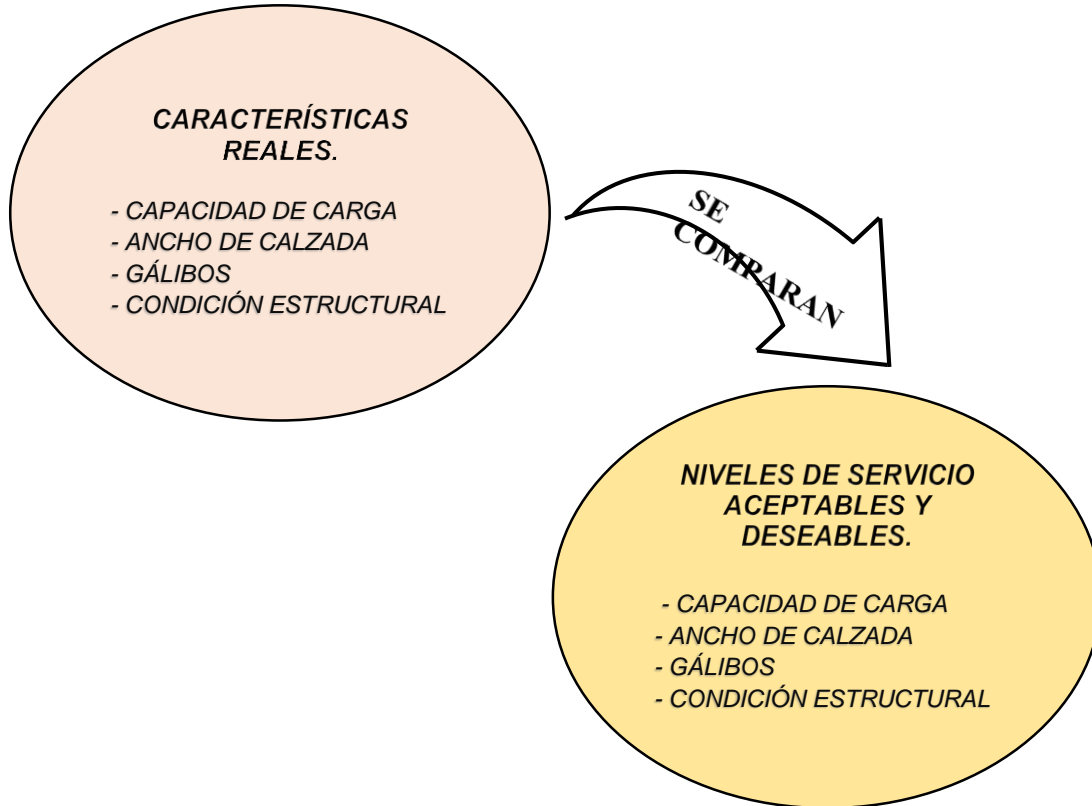 CARACTERÍSTICAS
REALES.
- CAPACIDAD DE CARGA
- ANCHO DE CALZADA
- GÁLIBOS
- CONDICIÓN ESTRUCTURAL
SE
COMPARAN
NIVELES DE SERVICIO
ACEPTABLES Y
DESEABLES.
- CAPACIDAD DE CARGA
- ANCHO DE CALZADA
- GÁLIBOS
- CONDICIÓN ESTRUCTURAL